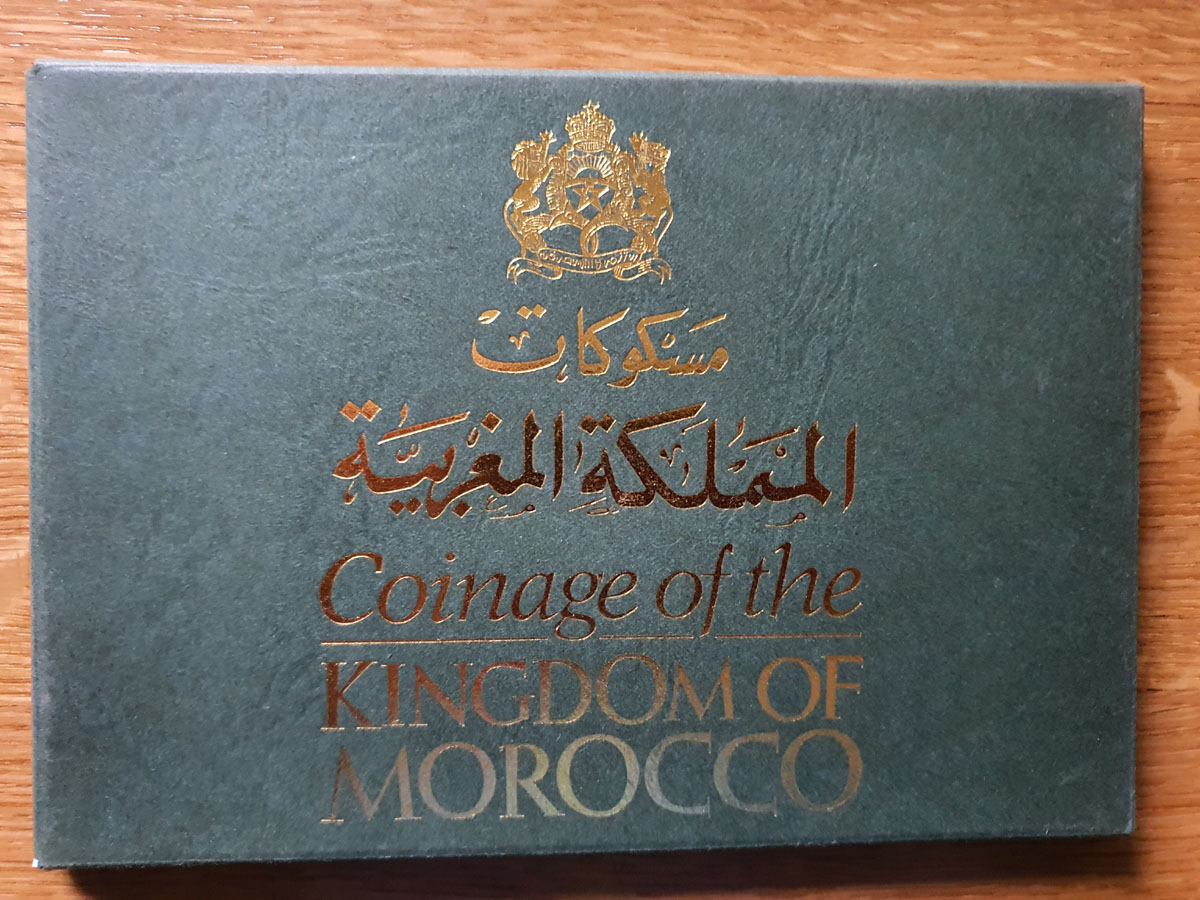 مسكوكات
المملكة المغربية
Coinage of the
KINGDOM OF
MOROCCO